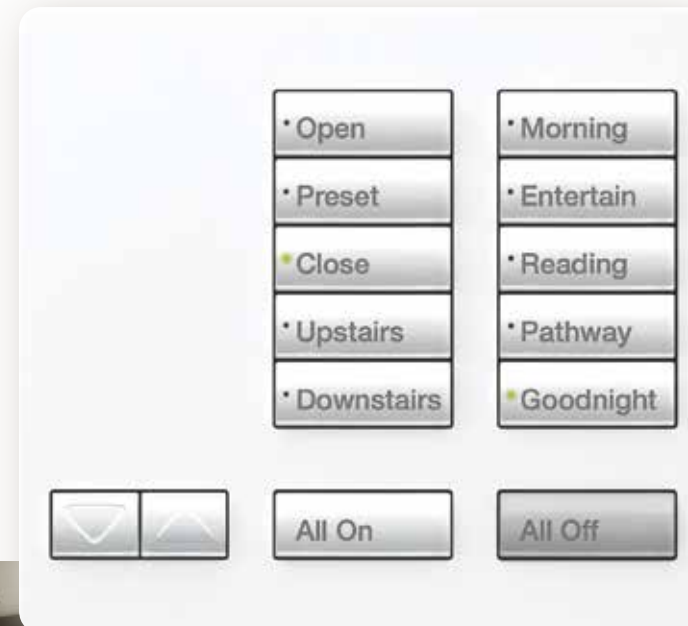 Open
Preset
Close
Upstairs
Downstairs
Morning
Entertain
Reading
Pathway
Goodnight
All On
All Off